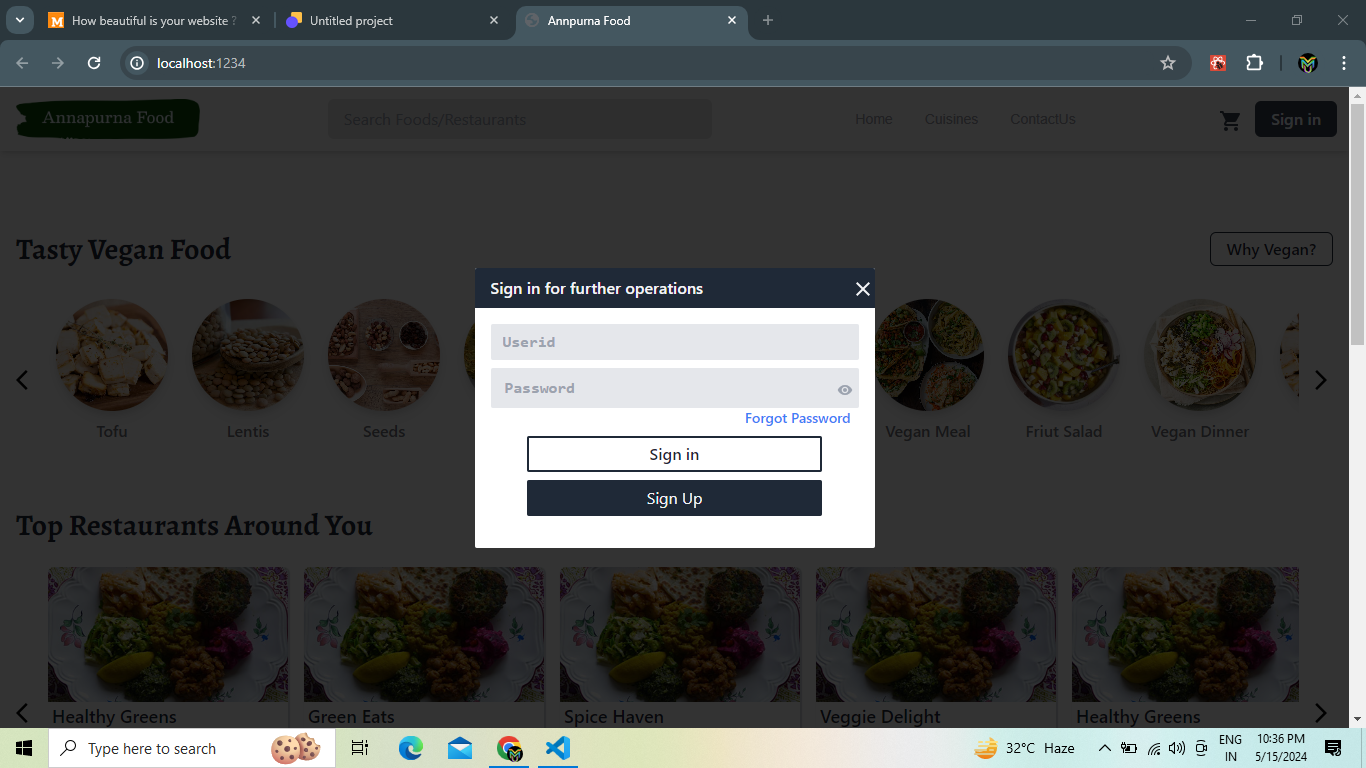 How beautiful is your website ?
Untitled project
Annpurna Food
localhost:1234
Annapurna Food
Search Foods/Restaurants
Home
Cuisines
ContactUs
Sign in
Tasty Vegan Food
Why Vegan?
Sign in for further operations
Userid
Password
Forgot Password
Sign in
Sign Up
Tofu
Lentis
Seeds
Vegan Meal
Friut Salad
Vegan Dinner
Top Restaurants Around You
Healthy Greens
Green Eats
Spice Haven
Veggie Delight
Healthy Greens
Type here to search
32°C Haze
ENG
IN
10:36 PM
5/15/2024